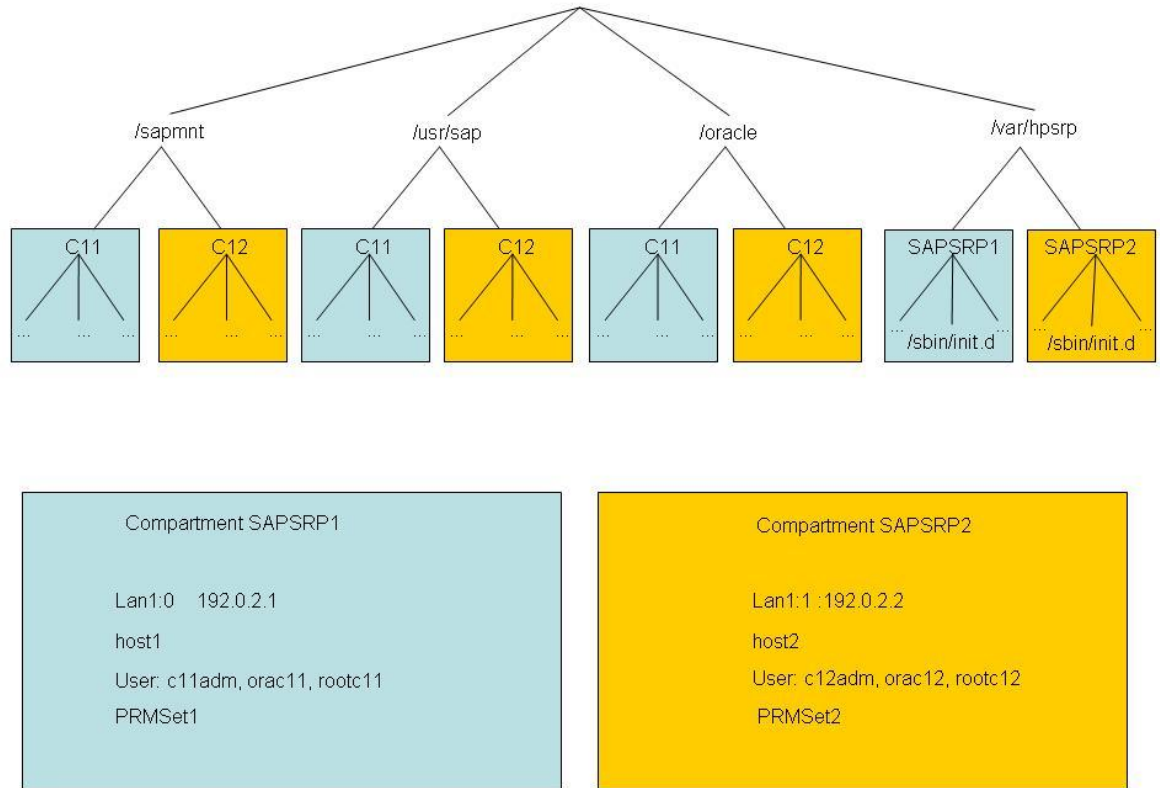 /sapmnt
/usr/sap
/oracle
/var/hpsrp
C11
C12
C11
C12
C11
C12
SAPSRP1
SAPSRP2
... ... ...
... ... ...
... ... ...
... ... ...
... ... ...
... ... ...
... ...
/sbin/init.d
... ...
/sbin/init.d
Compartment SAPSRP1
Lan1:0 192.0.2.1
host1
User: c11adm, orac11, rootc11
PRMSet1
Compartment SAPSRP2
Lan1:1 :192.0.2.2
host2
User: c12adm, orac12, rootc12
PRMSet2